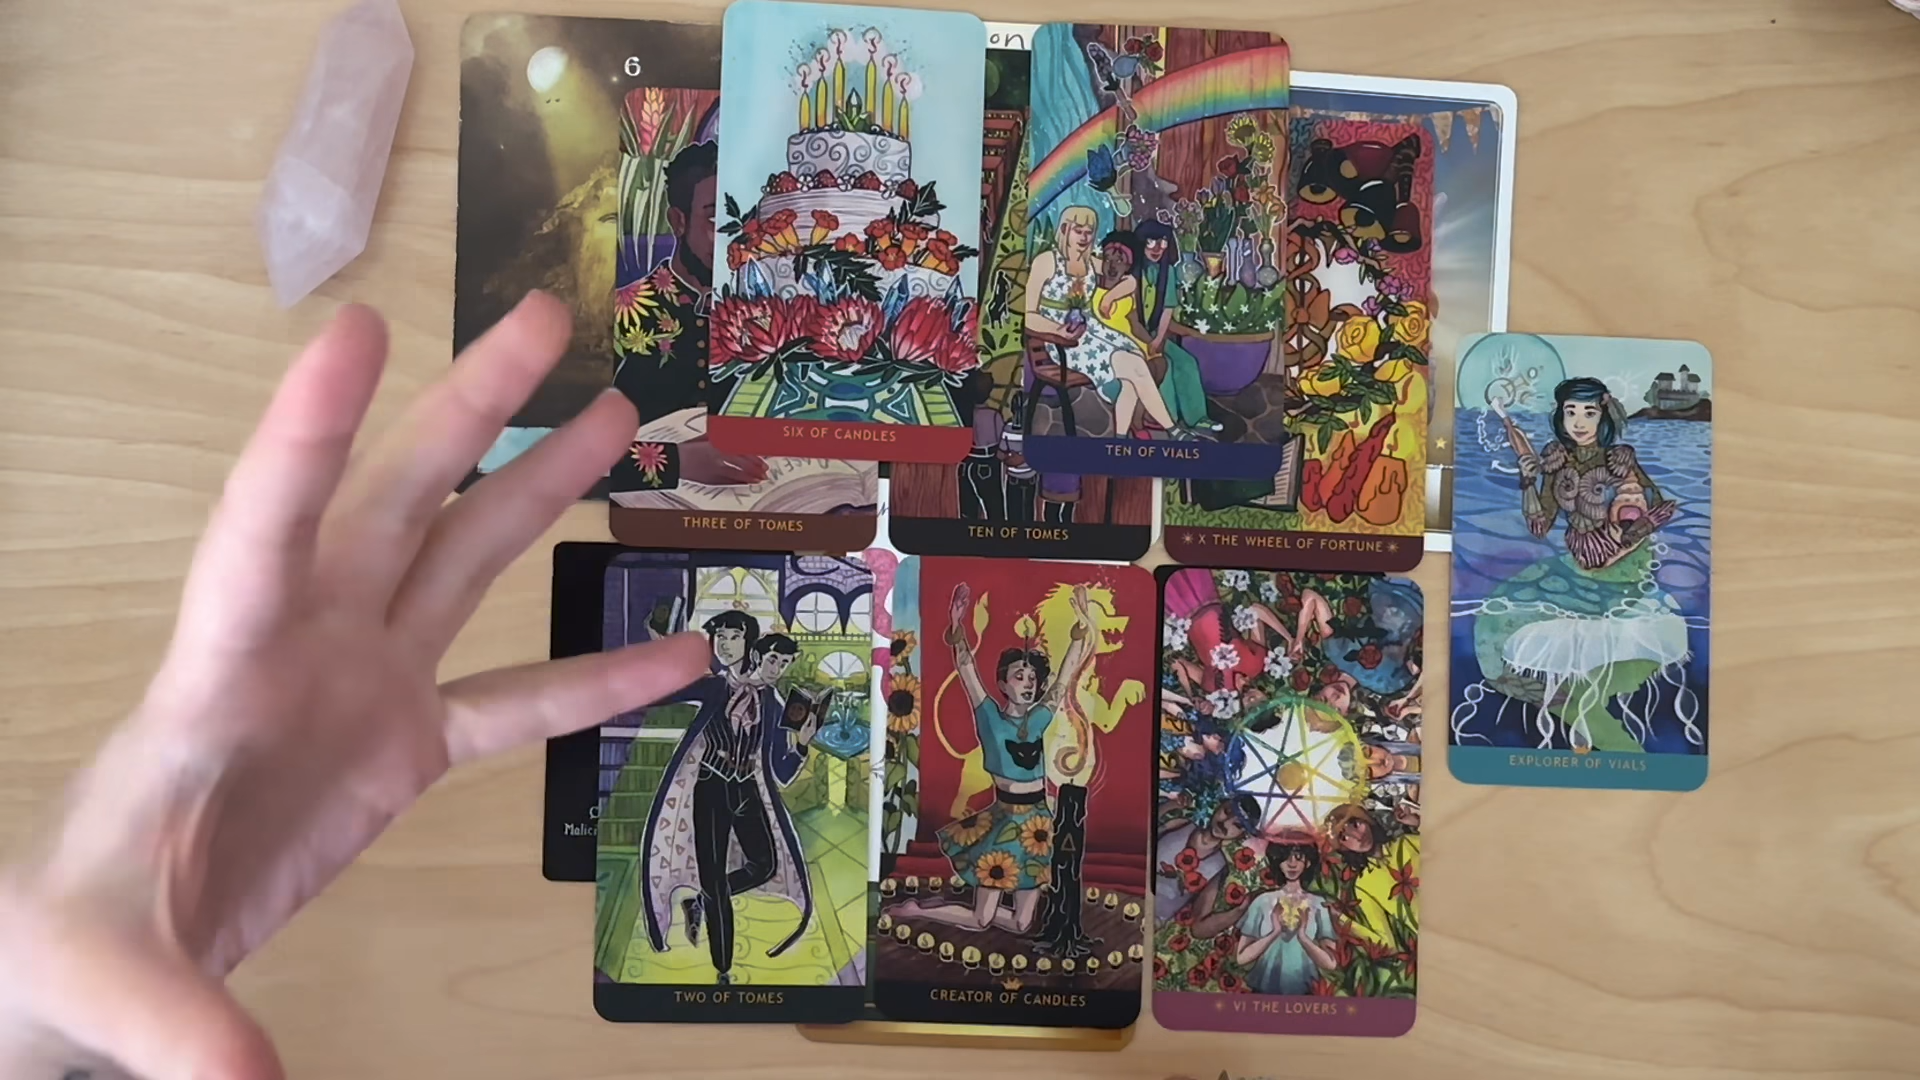 6
on
SIX OF CANDLES
TEN OF VIALS
THREE OF TOMES
TEN OF TOMES
X THE WHEEL OF FORTUNE
EXPLORER OF VIALS
TWO OF TOMES
CREATOR OF CANDLES
VI THE LOVERS